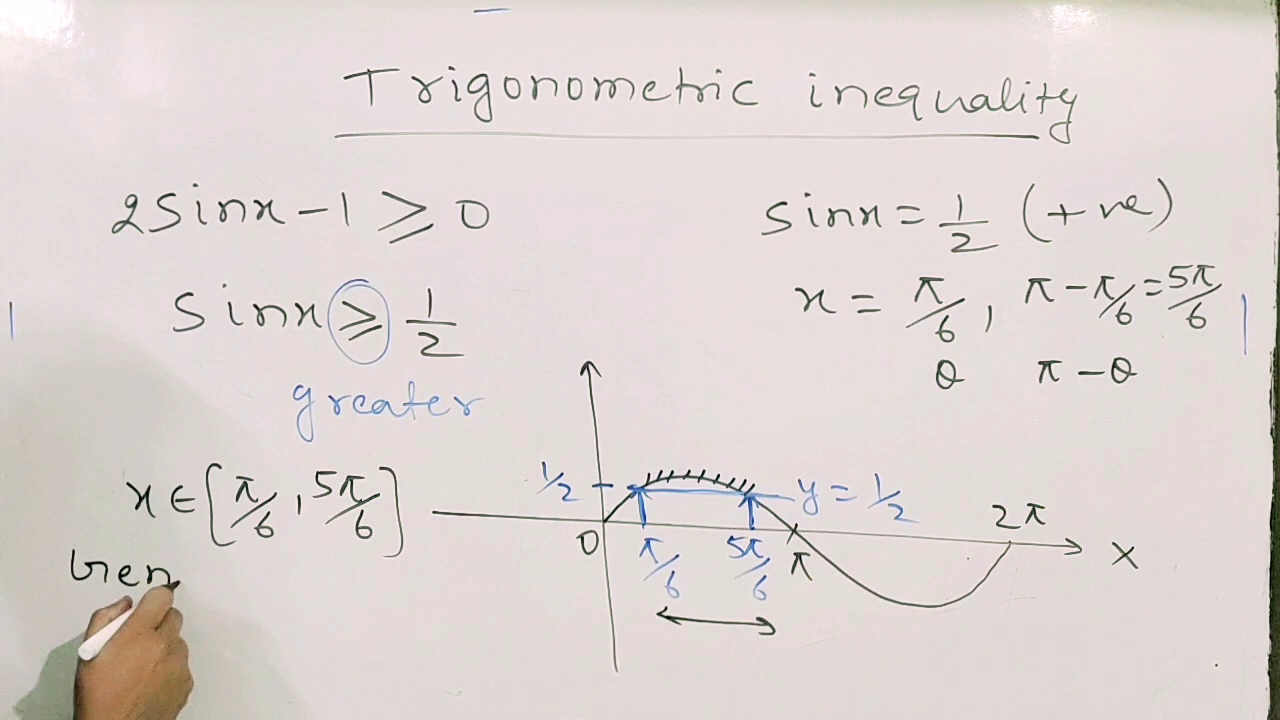 Trigonometric inequality
2sinx-1 ≥ 0
sinx ≥ 1/2
greater
x ∈ [π/6, 5π/6]
Gen
sinx = 1/2 (+ve)
x = π/6, π-π/6 = 5π/6
θ π-θ
1/2 y = 1/2
0 π/6 5π/6 π 2π X